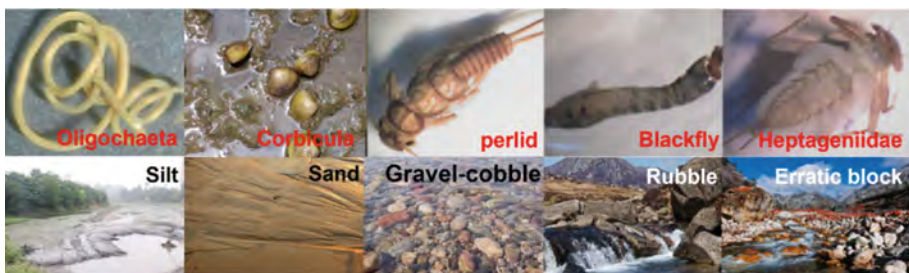 Oligochaeta
Corbicula
perlid
Blackfly
Heptageniidae
Silt
Sand
Gravel-cobble
Rubble
Erratic block